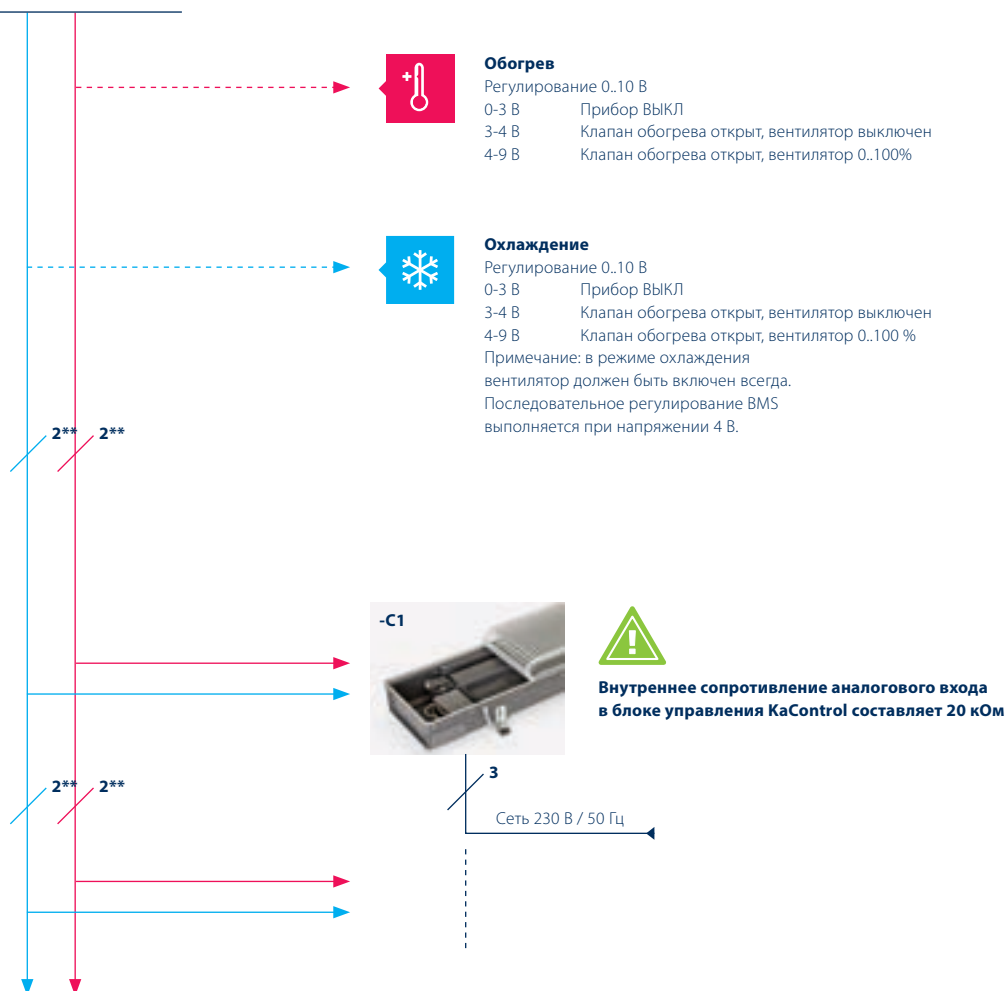 Обогрев
Регулирование 0..10 В
0-3 В Прибор ВЫКЛ
3-4 В Клапан обогрева открыт, вентилятор выключен
4-9 В Клапан обогрева открыт, вентилятор 0..100%
Охлаждение
Регулирование 0..10 В
0-3 В Прибор ВЫКЛ
3-4 В Клапан обогрева открыт, вентилятор выключен
4-9 В Клапан обогрева открыт, вентилятор 0..100 %
Примечание: в режиме охлаждения
вентилятор должен быть включен всегда.
Последовательное регулирование BMS
выполняется при напряжении 4 В.
2** 2**
-C1
Внутреннее сопротивление аналогового входа
в блоке управления KaControl составляет 20 кОм
3
2** 2**
Сеть 230 В / 50 Гц